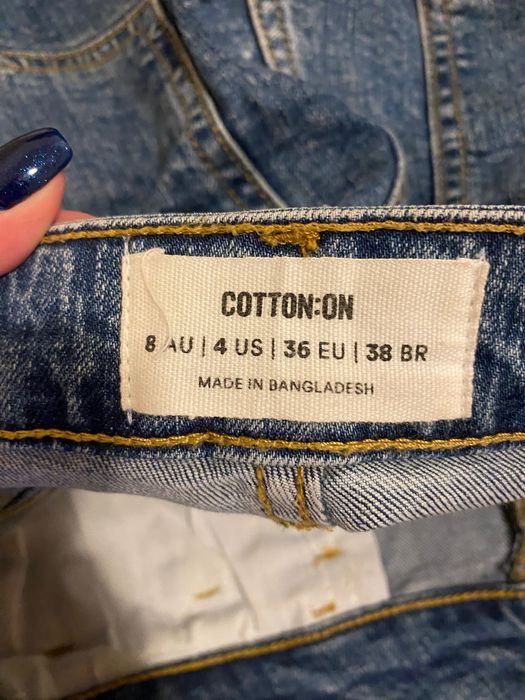 COTTON:ON
8 AU | 4 US | 36 EU | 38 BR
MADE IN BANGLADESH